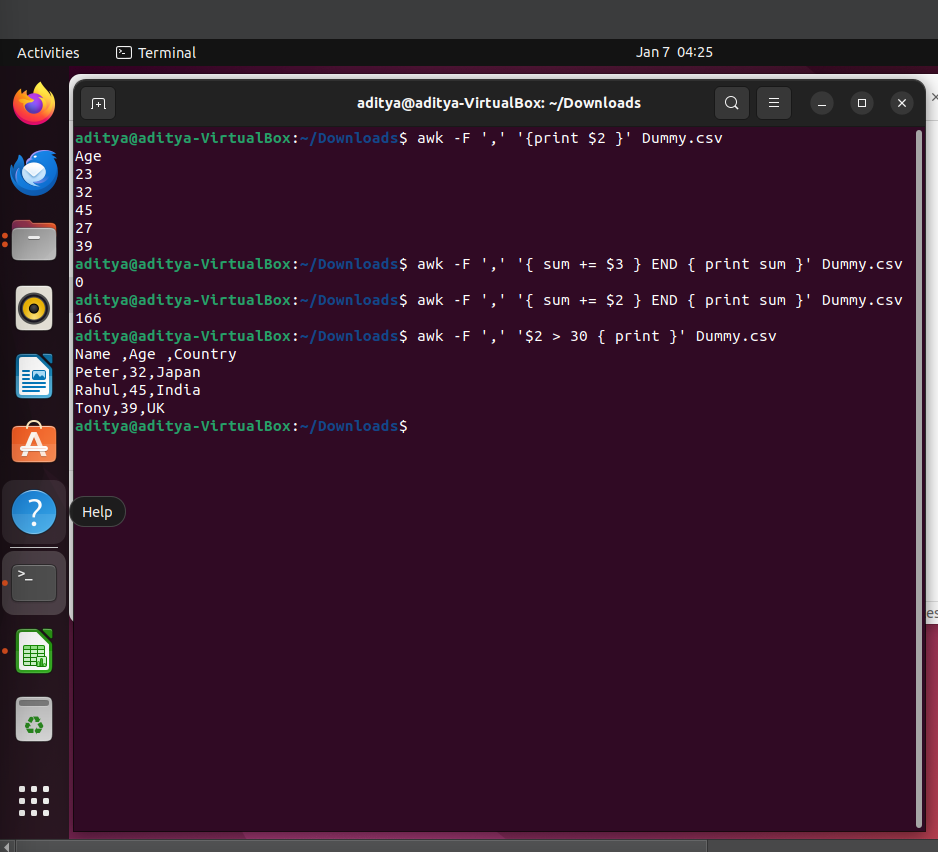 Activities
Terminal
Jan 7 04:25
aditya@aditya-VirtualBox: ~/Downloads
aditya@aditya-VirtualBox:~/Downloads$ awk -F ',' '{print $2 }' Dummy.csv
Age
23
32
45
27
39
aditya@aditya-VirtualBox:~/Downloads$ awk -F ',' '{ sum += $3 } END { print sum }' Dummy.csv
0
aditya@aditya-VirtualBox:~/Downloads$ awk -F ',' '{ sum += $2 } END { print sum }' Dummy.csv
166
aditya@aditya-VirtualBox:~/Downloads$ awk -F ',' '$2 > 30 { print }' Dummy.csv
Name ,Age ,Country
Peter,32,Japan
Rahul,45,India
Tony,39,UK
aditya@aditya-VirtualBox:~/Downloads$
Help